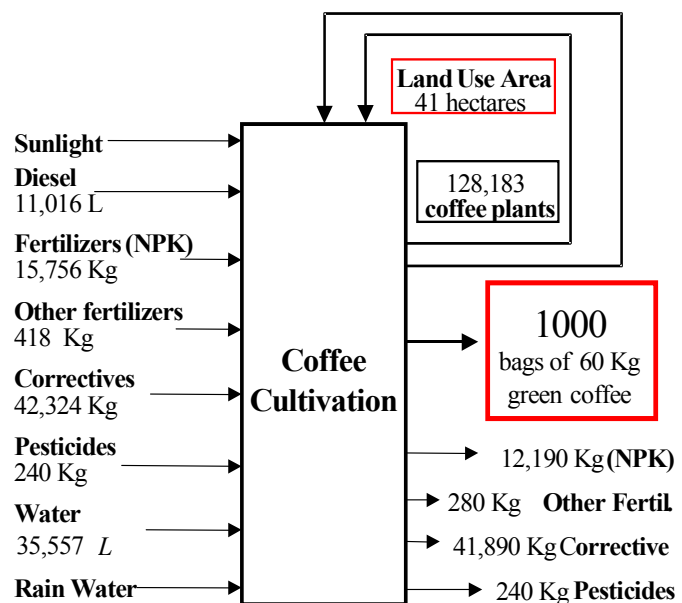 Land Use Area
41 hectares
128,183
coffee plants
Sunlight
Diesel
11,016 L
Fertilizers (NPK)
15,756 Kg
Other fertilizers
418 Kg
Correctives
42,324 Kg
Pesticides
240 Kg
Water
35,557 L
Rain Water
Coffee
Cultivation
1000
bags of 60 Kg
green coffee
12,190 Kg (NPK)
280 Kg Other Fertil.
41,890 Kg Corrective
240 Kg Pesticides